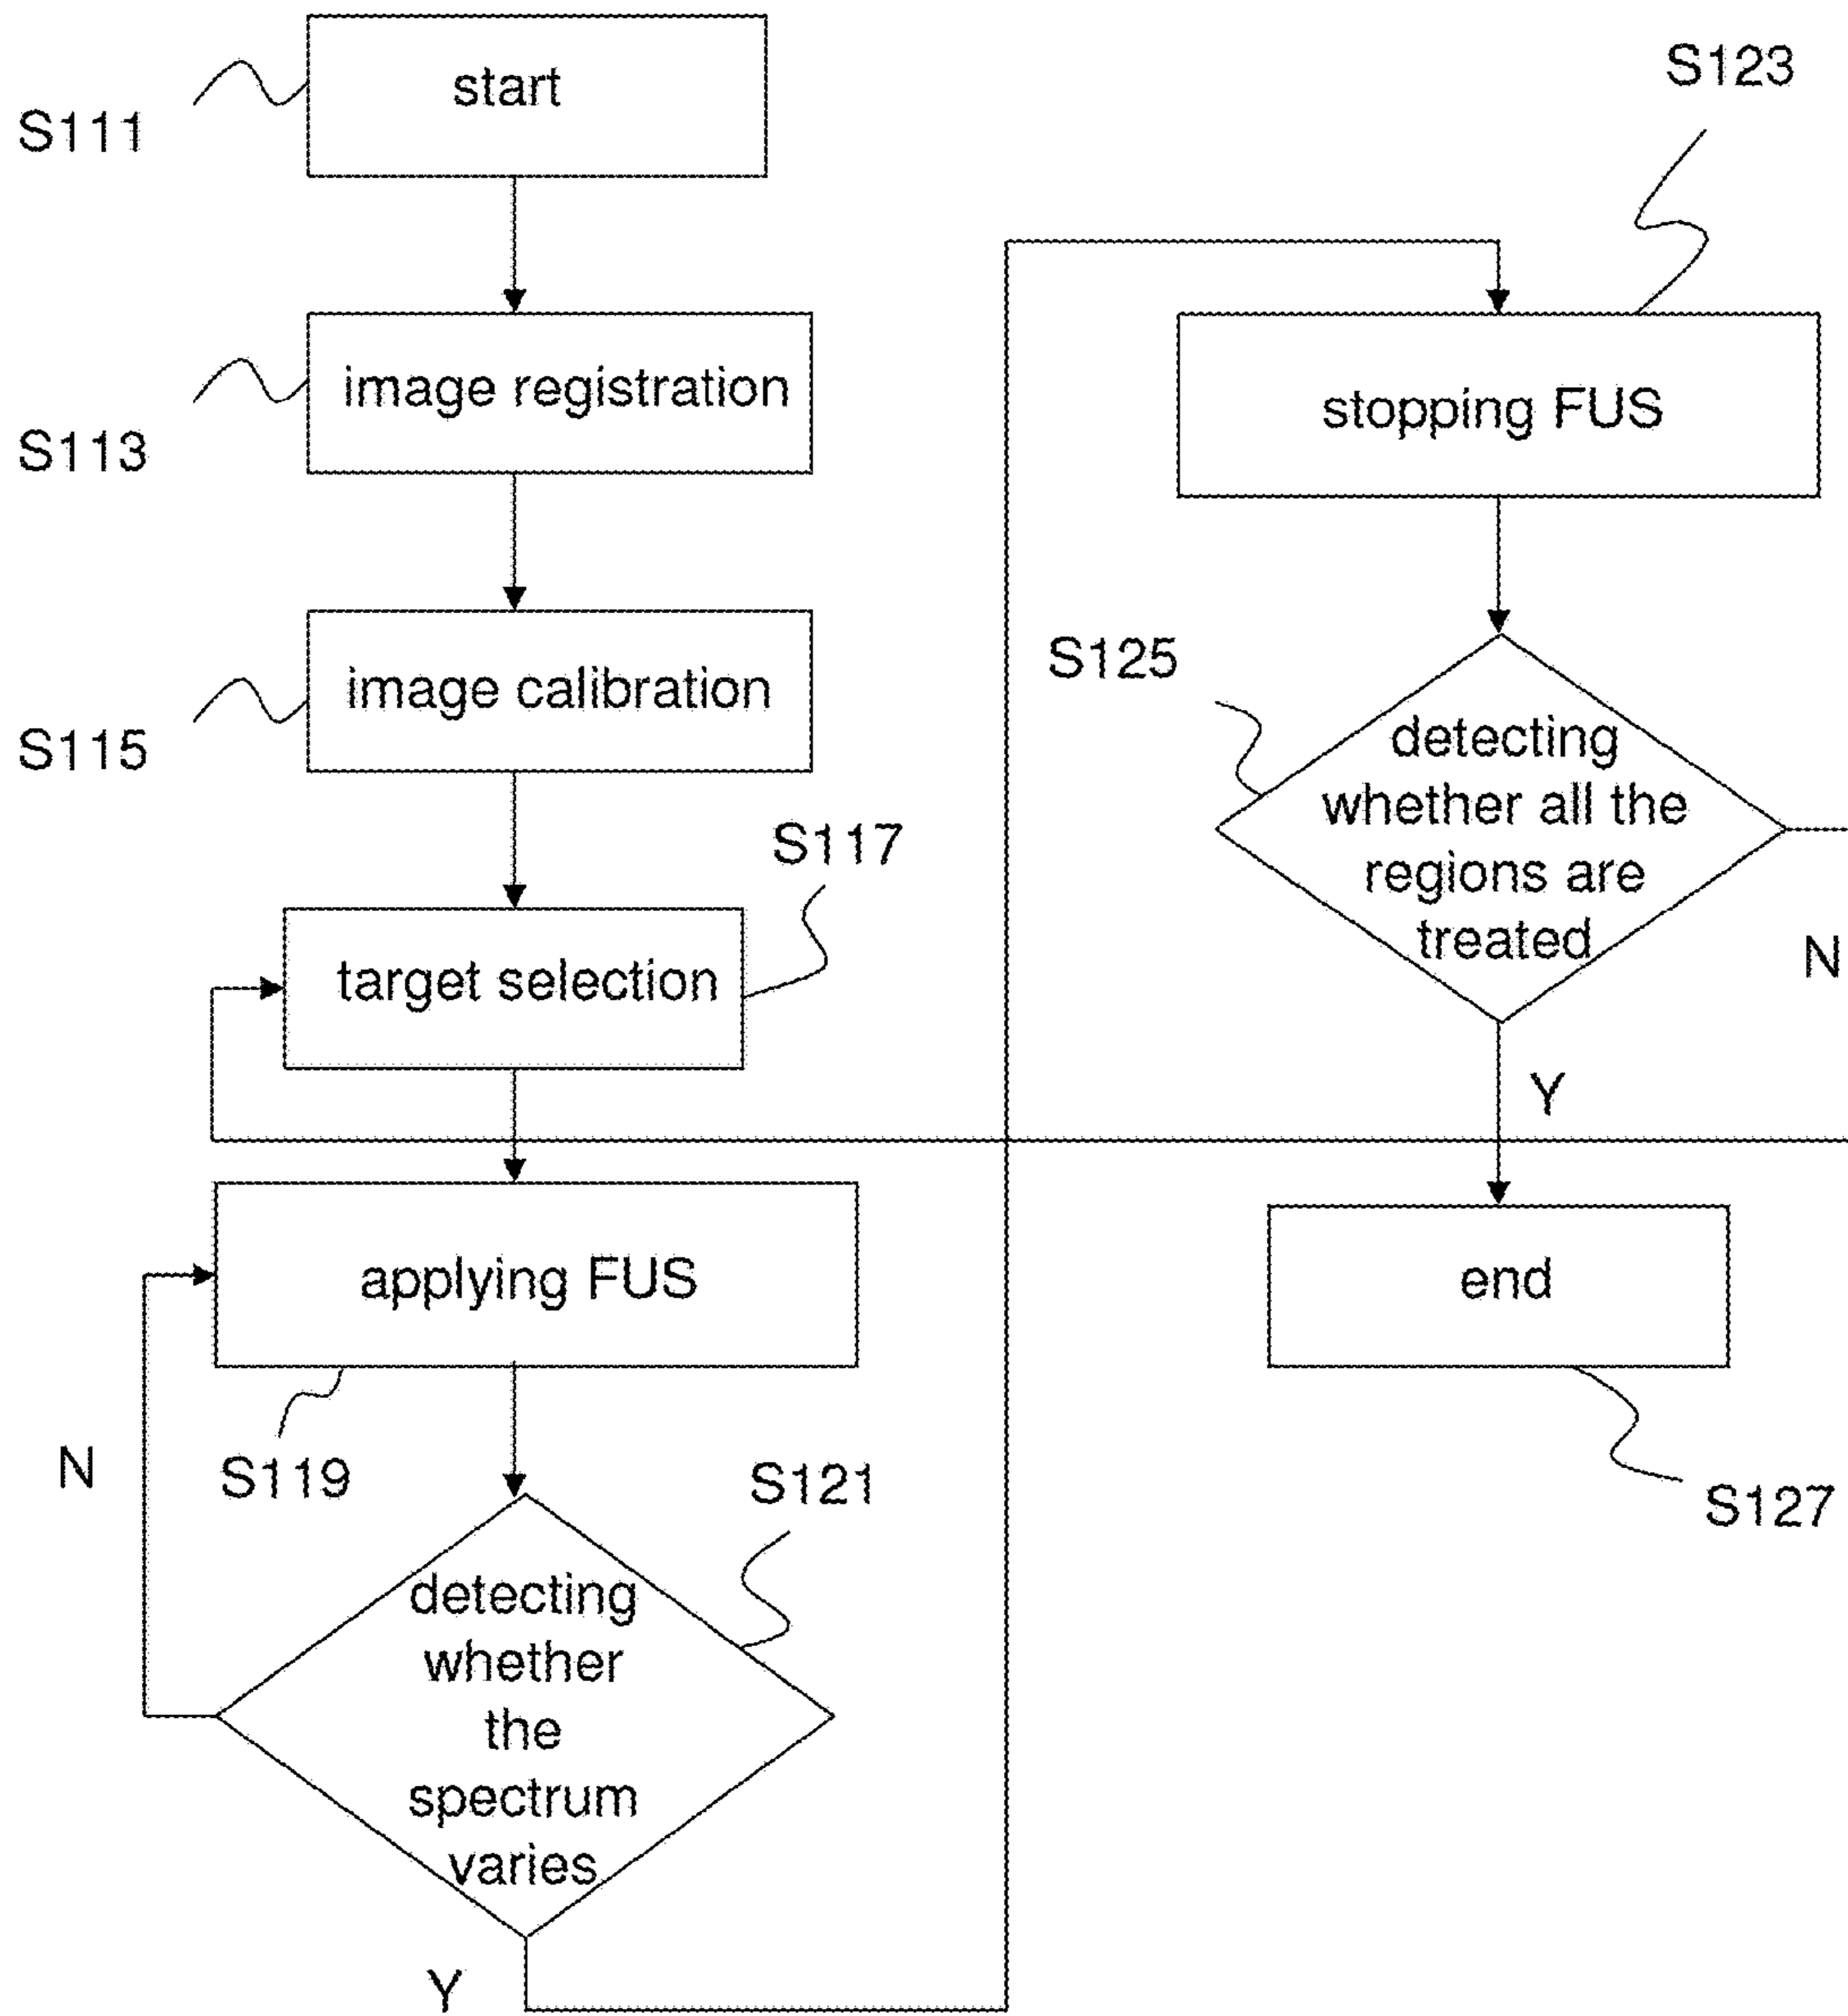 start
S111
image registration
S113
image calibration
S115
S117
target selection
applying FUS
S119
N
S121
detecting
whether
the
spectrum
varies
Y
S123
stopping FUS
S125
detecting
whether all the
regions are
treated
N
Y
end
S127